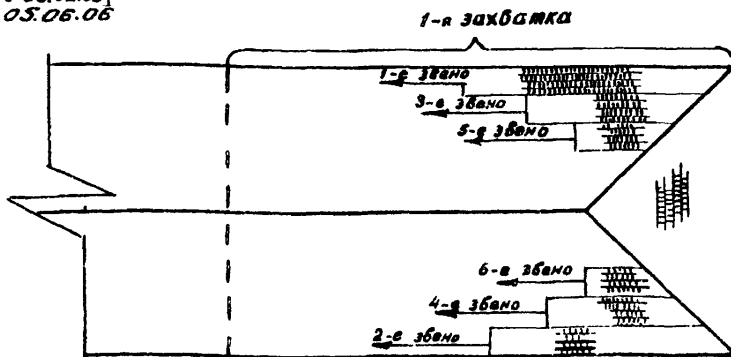 05.06.06
1-я захватка
1-е звено
3-е звено
5-е звено
6-е звено
4-е звено
2-е звено